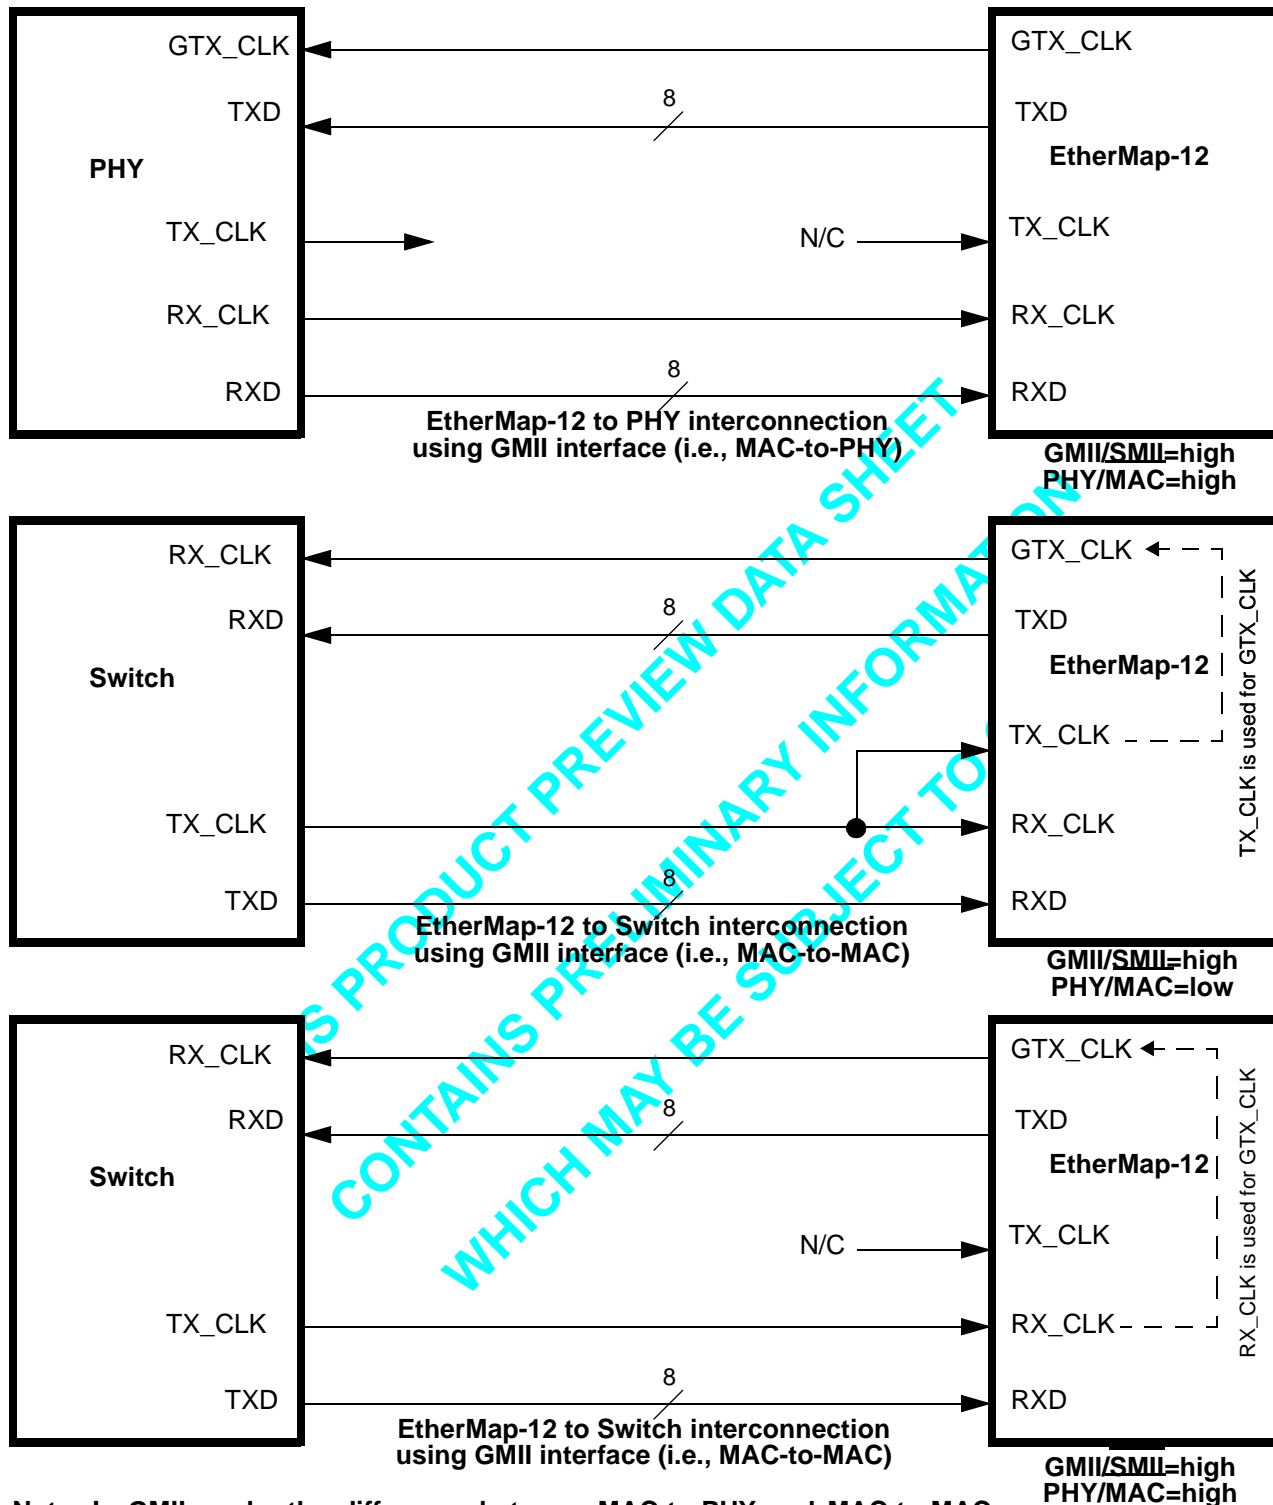 GTX_CLK
GTX_CLK
TXD
8
TXD
PHY
EtherMap-12
TX_CLK
N/C
TX_CLK
RX_CLK
RX_CLK
RXD
8
RXD
EtherMap-12 to PHY interconnection
using GMII interface (i.e., MAC-to-PHY)
GMII/SMII=high
PHY/MAC=high
RX_CLK
GTX_CLK
RXD
8
TXD
Switch
EtherMap-12
TX_CLK is used for GTX_CLK
TX_CLK
TX_CLK
RX_CLK
TXD
8
RXD
EtherMap-12 to Switch interconnection
using GMII interface (i.e., MAC-to-MAC)
GMII/SMII=high
PHY/MAC=low
RX_CLK
GTX_CLK
RXD
8
TXD
Switch
EtherMap-12
RX_CLK is used for GTX_CLK
N/C
TX_CLK
TX_CLK
RX_CLK
TXD
8
RXD
EtherMap-12 to Switch interconnection
using GMII interface (i.e., MAC-to-MAC)
GMII/SMII=high
PHY/MAC=high
PRODUCT PREVIEW DATA SHEET
CONTAINS PRELIMINARY INFORMATION
WHICH MAY BE SUBJECT TO